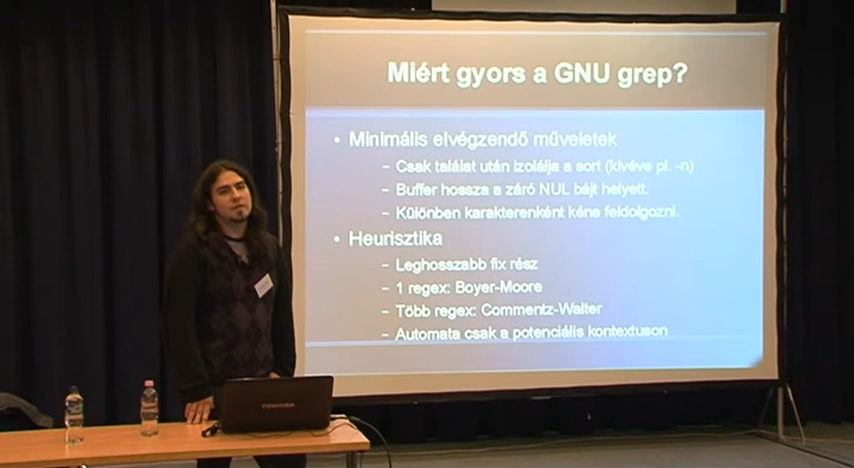 Miért gyors a GNU grep?
• Minimális elvégzendő műveletek
– Csak találat után izolálja a sort (kivéve pl. -n)
– Buffer hossza a záró NUL bájt helyett.
– Különben karakterenként kéne feldolgozni.
• Heurisztika
– Leghosszabb fix rész
– 1 regex: Boyer-Moore
– Több regex: Commentz-Walter
– Automata csak a potenciális kontextuson
TOSHIBA